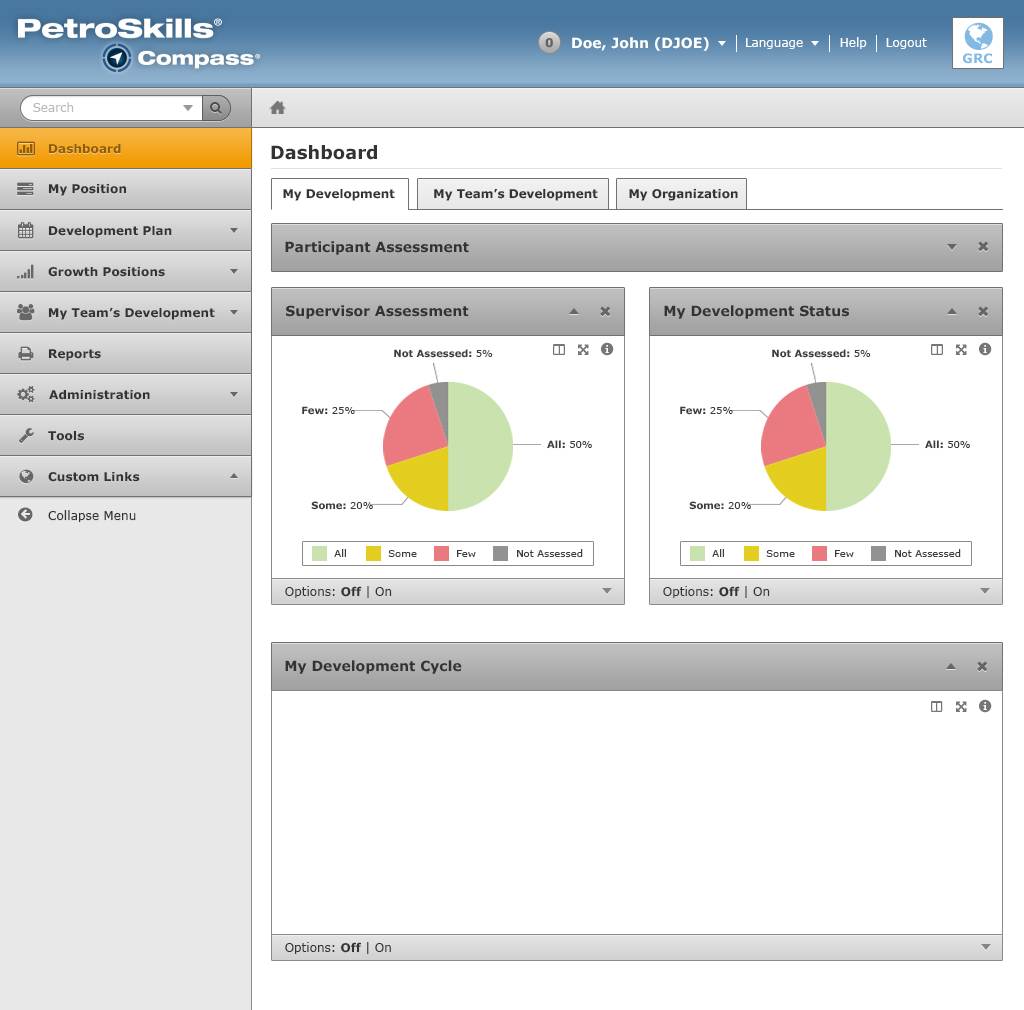 PetroSkills®
Compass®
0 Doe, John (DJOE) Language Help Logout
GRC
Search
Dashboard
My Position
Development Plan
Growth Positions
My Team’s Development
Reports
Administration
Tools
Custom Links
Collapse Menu
Dashboard
My Development My Team’s Development My Organization
Participant Assessment
Supervisor Assessment
Not Assessed: 5%
Few: 25%
All: 50%
Some: 20%
All Some Few Not Assessed
Options: Off | On
My Development Status
Not Assessed: 5%
Few: 25%
All: 50%
Some: 20%
All Some Few Not Assessed
Options: Off | On
My Development Cycle
Options: Off | On